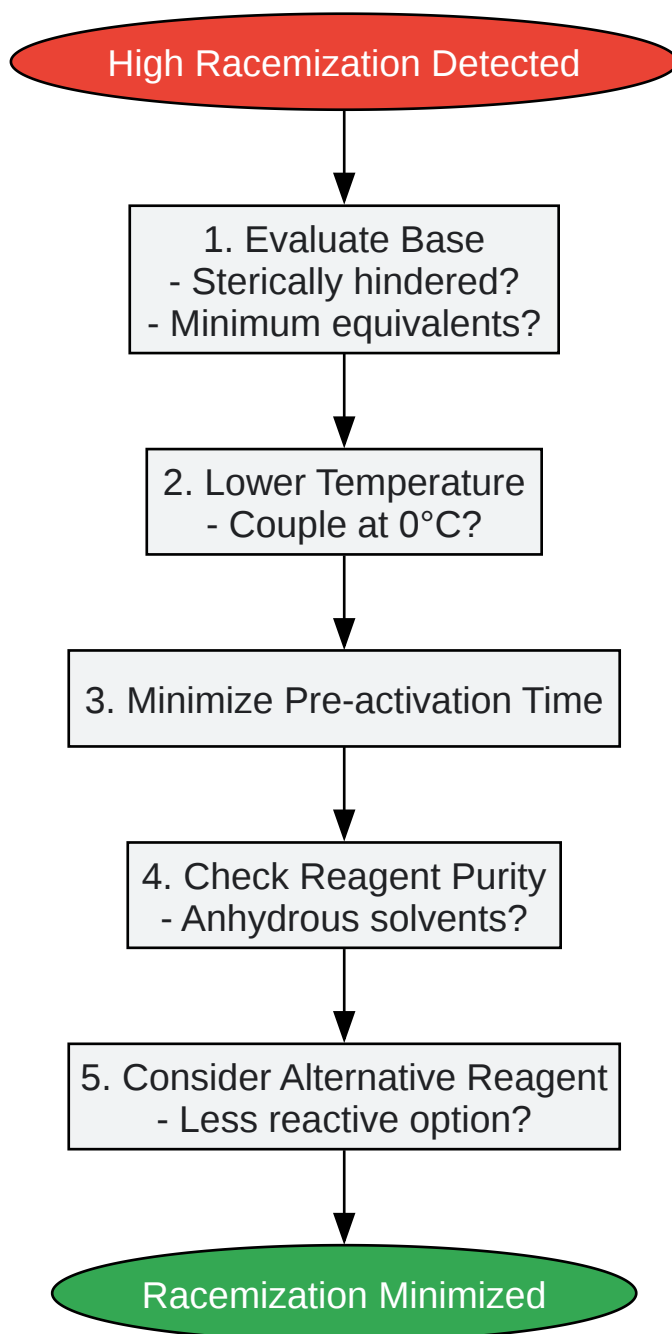 High Racemization Detected
1. Evaluate Base
- Sterically hindered?
- Minimum equivalents?
2. Lower Temperature
- Couple at 0°C?
3. Minimize Pre-activation Time
4. Check Reagent Purity
- Anhydrous solvents?
5. Consider Alternative Reagent
- Less reactive option?
Racemization Minimized